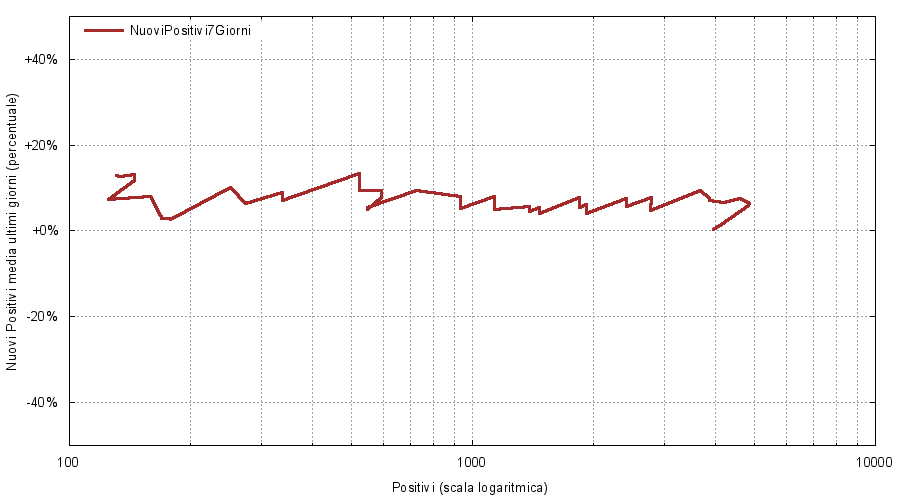 NuoviPositivi7Giorni
+40%
+20%
+0%
-20%
-40%
Nuovi Positivi media ultimi giorni (percentuale)
100
1000
10000
Positivi (scala logaritmica)